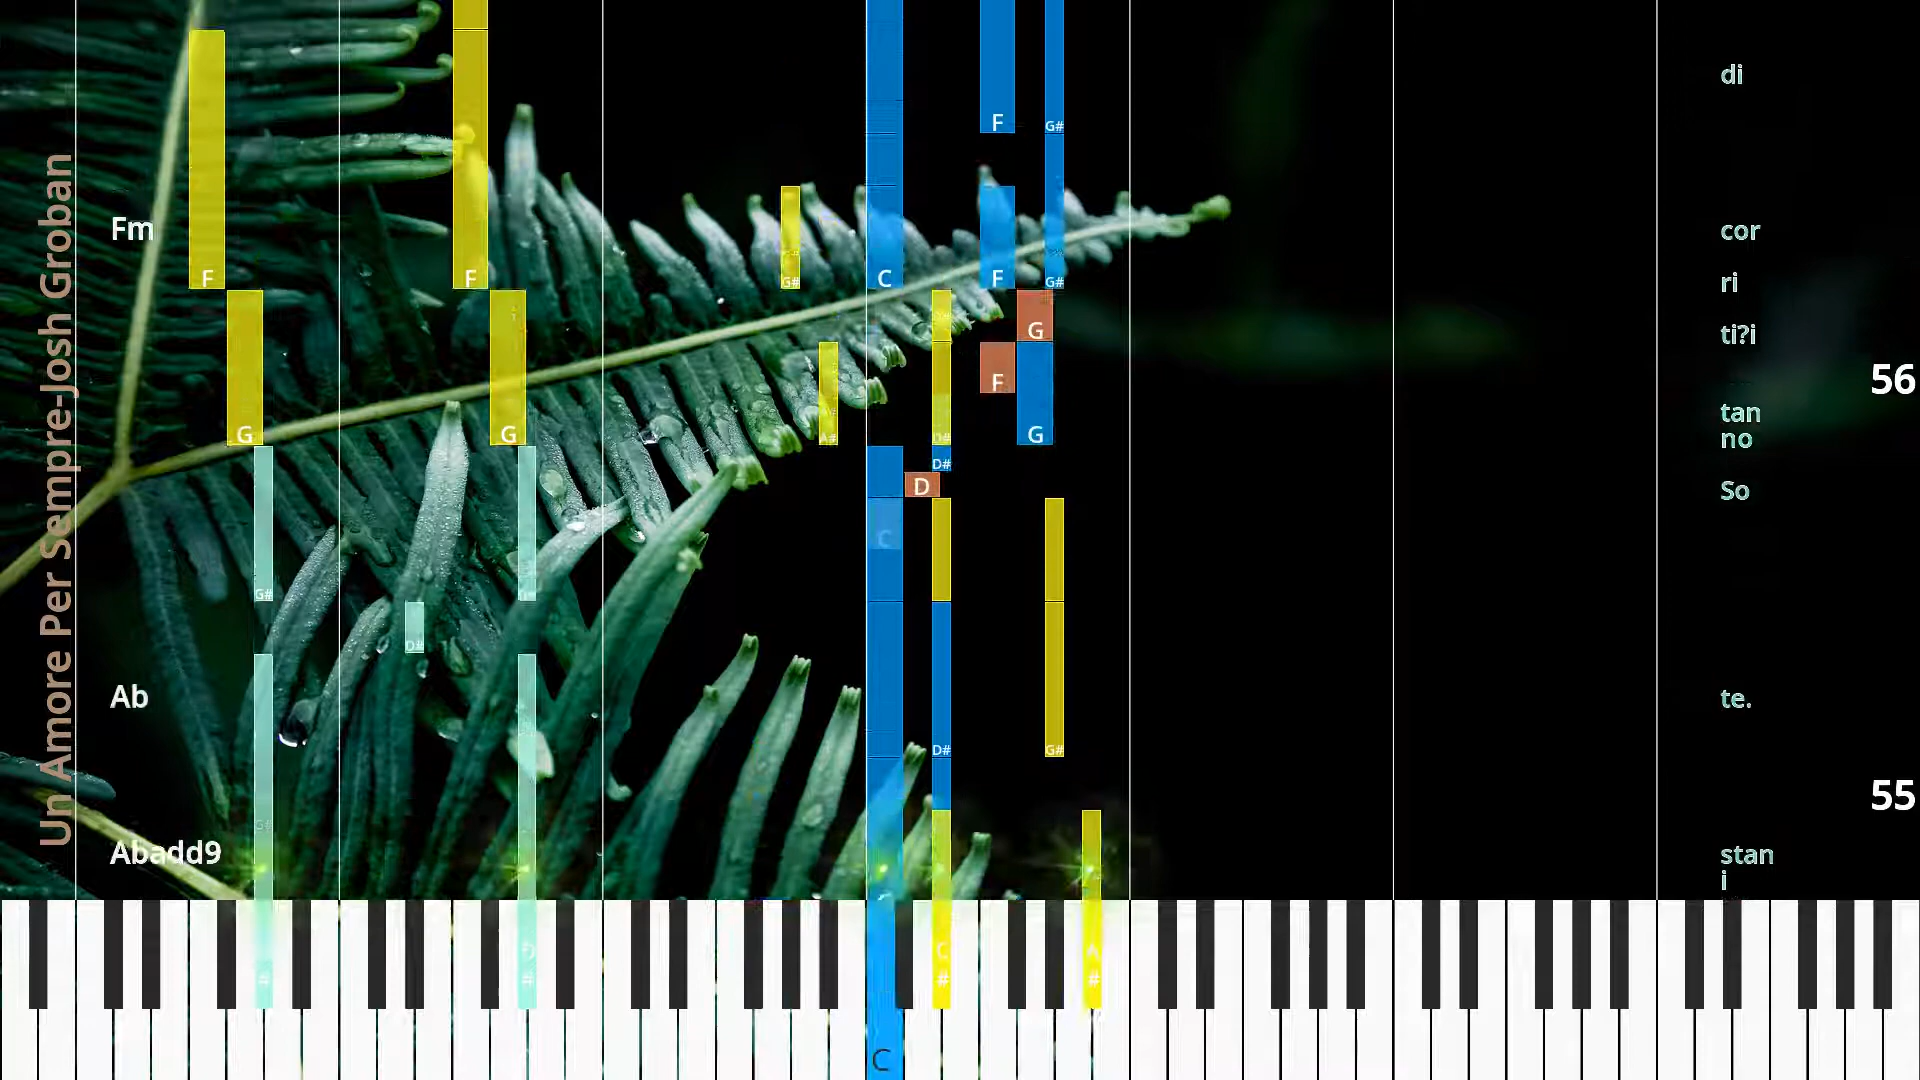 Un Amore Per Sempre-Josh Groban
di
F
G#
Fm
cor
F
F
G#
C
F
G#
ri
G
ti?i
F
56
tan
G
G
A#
D#
G
no
D#
D
So
C
G#
D#
Ab
te.
D#
G#
55
Abadd9
stan
i
#
D
#
C
#
A
#
C